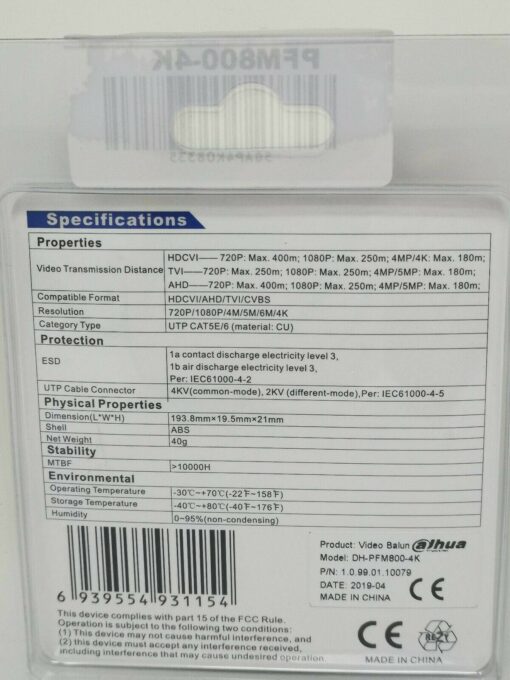 PFM800-4K
Specifications
Properties
Video Transmission Distance HDCVI——720P: Max. 400m; 1080P: Max. 250m; 4MP/4K: Max. 180m;
TVI——720P: Max. 250m; 1080P: Max. 250m; 4MP/5MP: Max. 180m;
AHD——720P: Max. 400m; 1080P: Max. 250m; 4MP/5MP: Max. 180m;
Compatible Format HDCVI/AHD/TVI/CVBS
Resolution 720P/1080P/4M/5M/6M/4K
Category Type UTP CAT5E/6 (material: CU)
Protection
ESD 1a contact discharge electricity level 3,
1b air discharge electricity level 3,
Per: IEC61000-4-2
UTP Cable Connector 4KV(common-mode), 2KV (different-mode),Per: IEC61000-4-5
Physical Properties
Dimension(L*W*H) 193.8mm×19.5mm×21mm
Shell ABS
Net Weight 40g
Stability
MTBF >10000H
Environmental
Operating Temperature -30℃~+70℃(-22℉~158℉)
Storage Temperature -40℃~+80℃(-40℉~176℉)
Humidity 0~95%(non-condensing)
6 939554 931154
Product: Video Balun alhua
Model: DH-PFM800-4K
P/N: 1.0.99.01.10079
DATE: 2019-04
MADE IN CHINA CE
This device complies with part 15 of the FCC Rule.
Operation is subject to the following two conditions:
(1) This device may not cause harmful interference, and
(2) this device must accept any interference received,
including interference that may cause undesired operation
CE
MADE IN CHINA